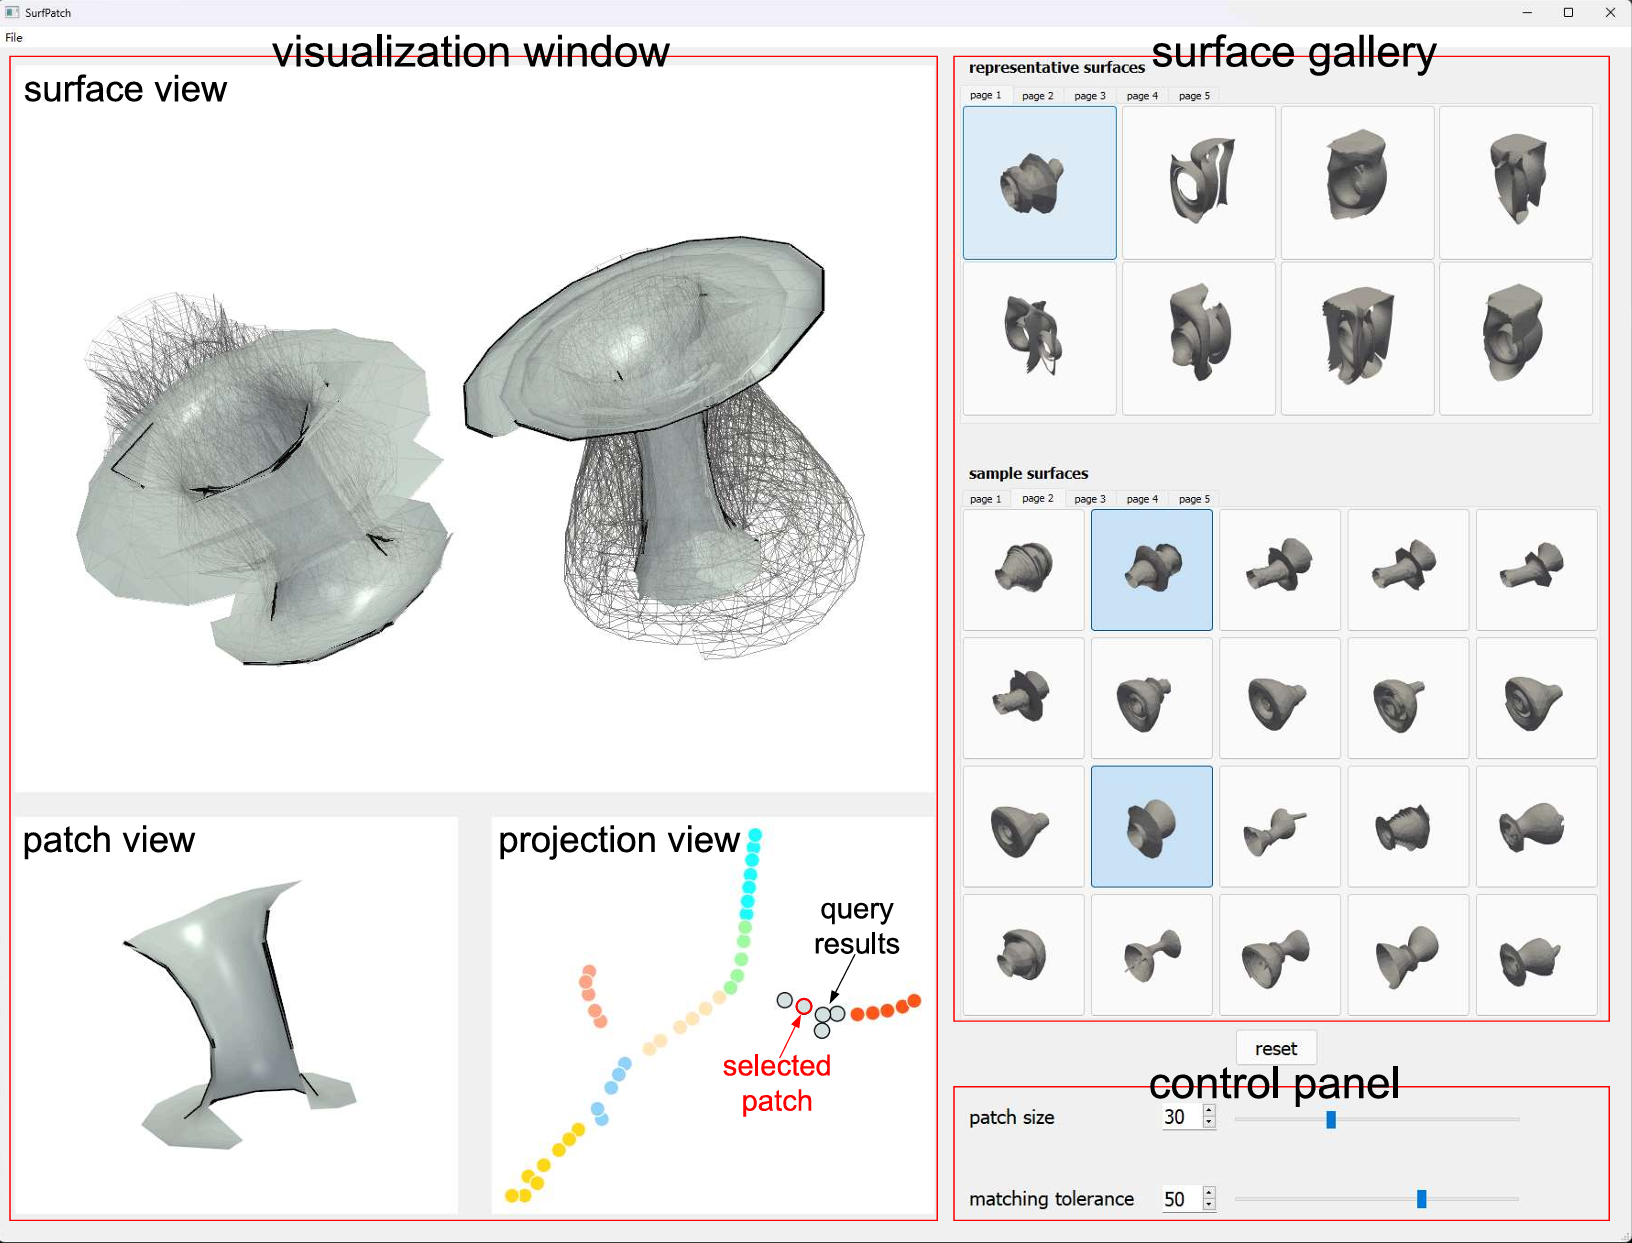 SurfPatch
File
visualization window
surface view
patch view
projection view
query
results
selected
patch
surface gallery
representative surfaces
page 1 page 2 page 3 page 4 page 5
sample surfaces
page 1 page 2 page 3 page 4 page 5
reset
control panel
patch size 30
matching tolerance 50